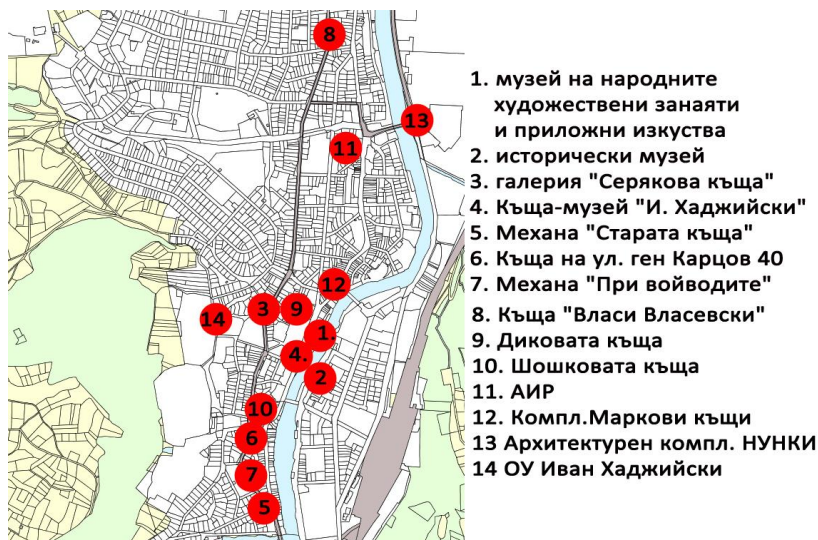 8
13
11
12
3
9
14
1.
4.
2
10
6
7
5
1. музей на народните
художествени занаяти
и приложни изкуства
2. исторически музей
3. галерия "Серякова къща"
4. Къща-музей "И. Хаджийски"
5. Механа "Старата къща"
6. Къща на ул. ген Карцов 40
7. Механа "При войводите"
8. Къща "Власи Власевски"
9. Диковата къща
10. Шошковата къща
11. АИР
12. Компл.Маркови къщи
13 Архитектурен компл. НУНКИ
14 ОУ Иван Хаджийски